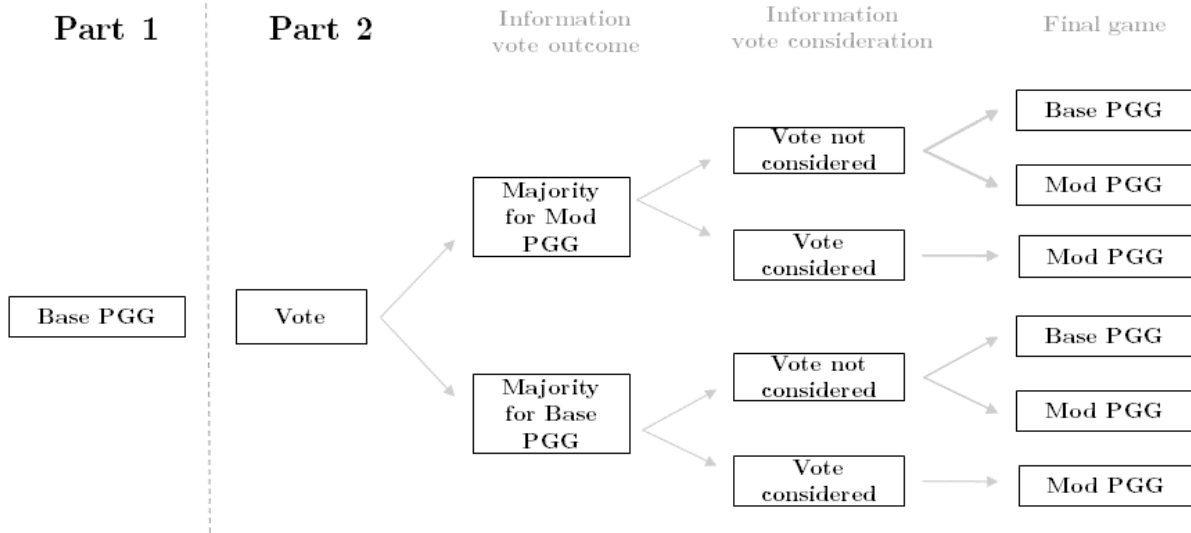 Part 1
Part 2
Information
vote outcome
Information
vote consideration
Final game
Base PGG
Vote
Majority
for Mod
PGG
Majority
for Base
PGG
Vote not
considered
Vote
considered
Vote not
considered
Vote
considered
Base PGG
Mod PGG
Mod PGG
Base PGG
Mod PGG
Mod PGG